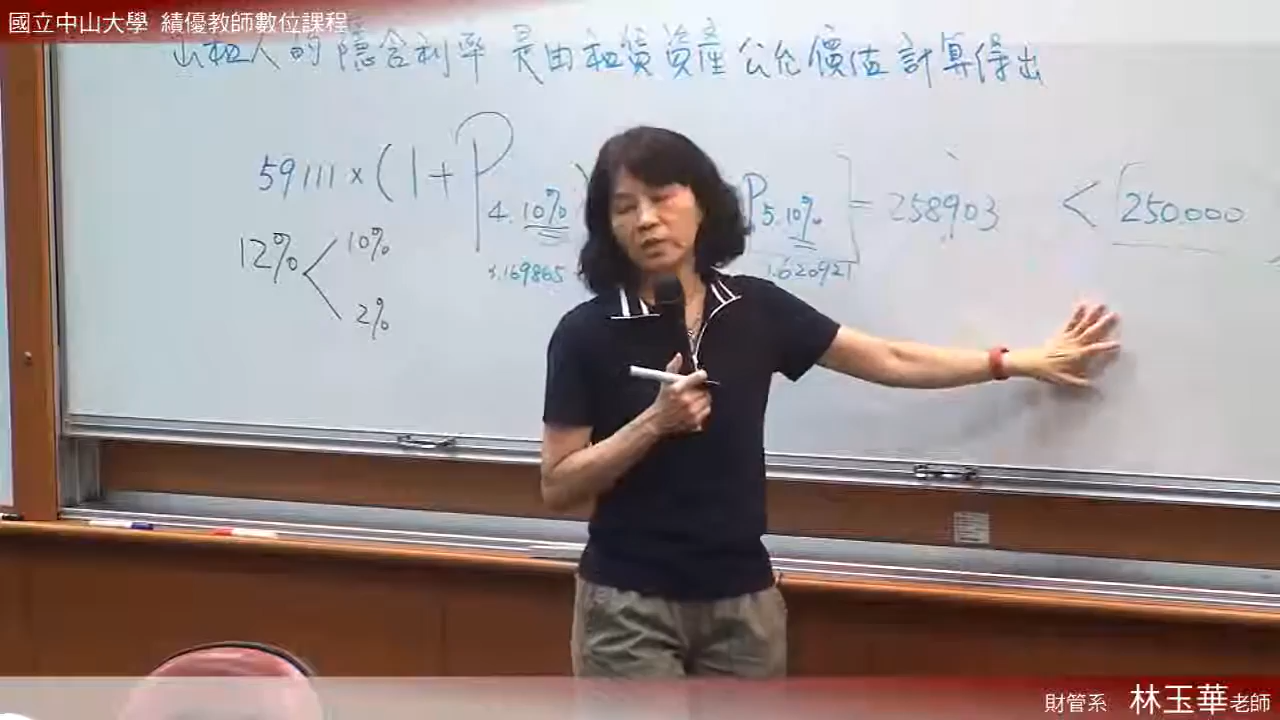 國立中山大學 績優教師數位課程
出租人的隱含利率 是由租賃資產公允價值計算得出
59111×(1+P4.10%) P5.10%] = 258903 < [250000
3.169865 1.620921
12% < 10%
2%
財管系 林玉華老師